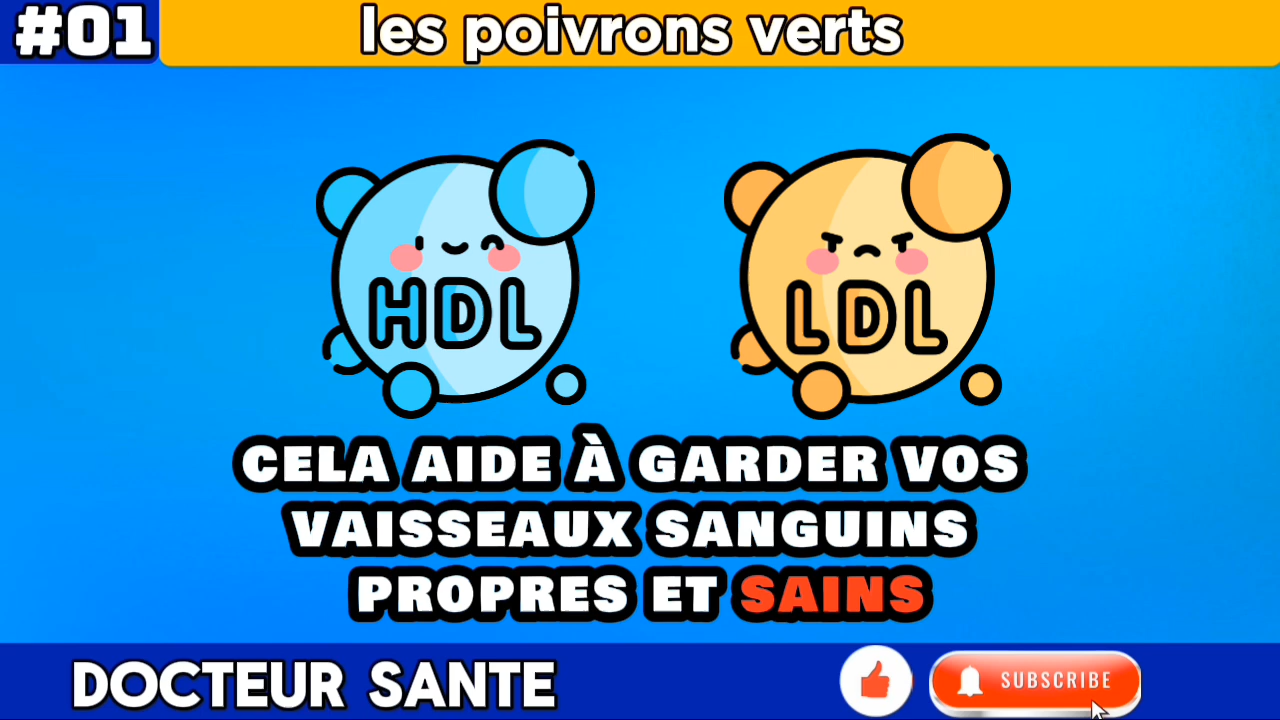 #01
les poivrons verts
HDL
LDL
CELA AIDE À GARDER VOS
VAISSEAUX SANGUINS
PROPRES ET SAINS
DOCTEUR SANTE
SUBSCRIBE